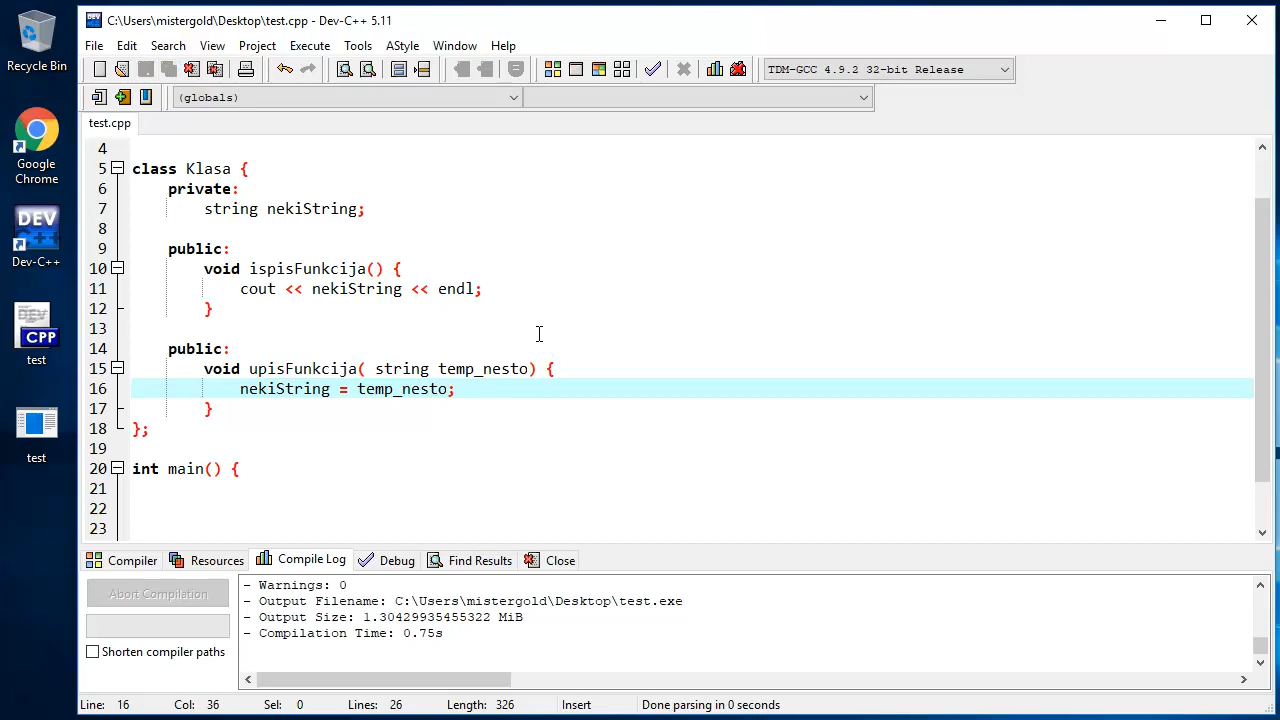 Recycle Bin
Google
Chrome
DEV
Dev-C++
DEV
CPP
test
test
C:\Users\mistergold\Desktop\test.cpp - Dev-C++ 5.11
File Edit Search View Project Execute Tools AStyle Window Help
TDM-GCC 4.9.2 32-bit Release
(globals)
test.cpp
4
5 class Klasa {
6 private:
7 string nekiString;
8
9 public:
10 void ispisFunkcija() {
11 cout << nekiString << endl;
12 }
13
14 public:
15 void upisFunkcija( string temp_nesto) {
16 nekiString = temp_nesto;
17 }
18 };
19
20 int main() {
21
22
23
Compiler Resources Compile Log Debug Find Results Close
Abort Compilation
Shorten compiler paths
- Warnings: 0
- Output Filename: C:\Users\mistergold\Desktop\test.exe
- Output Size: 1.30429935455322 MiB
- Compilation Time: 0.75s
Line: 16 Col: 36 Sel: 0 Lines: 26 Length: 326 Insert Done parsing in 0 seconds